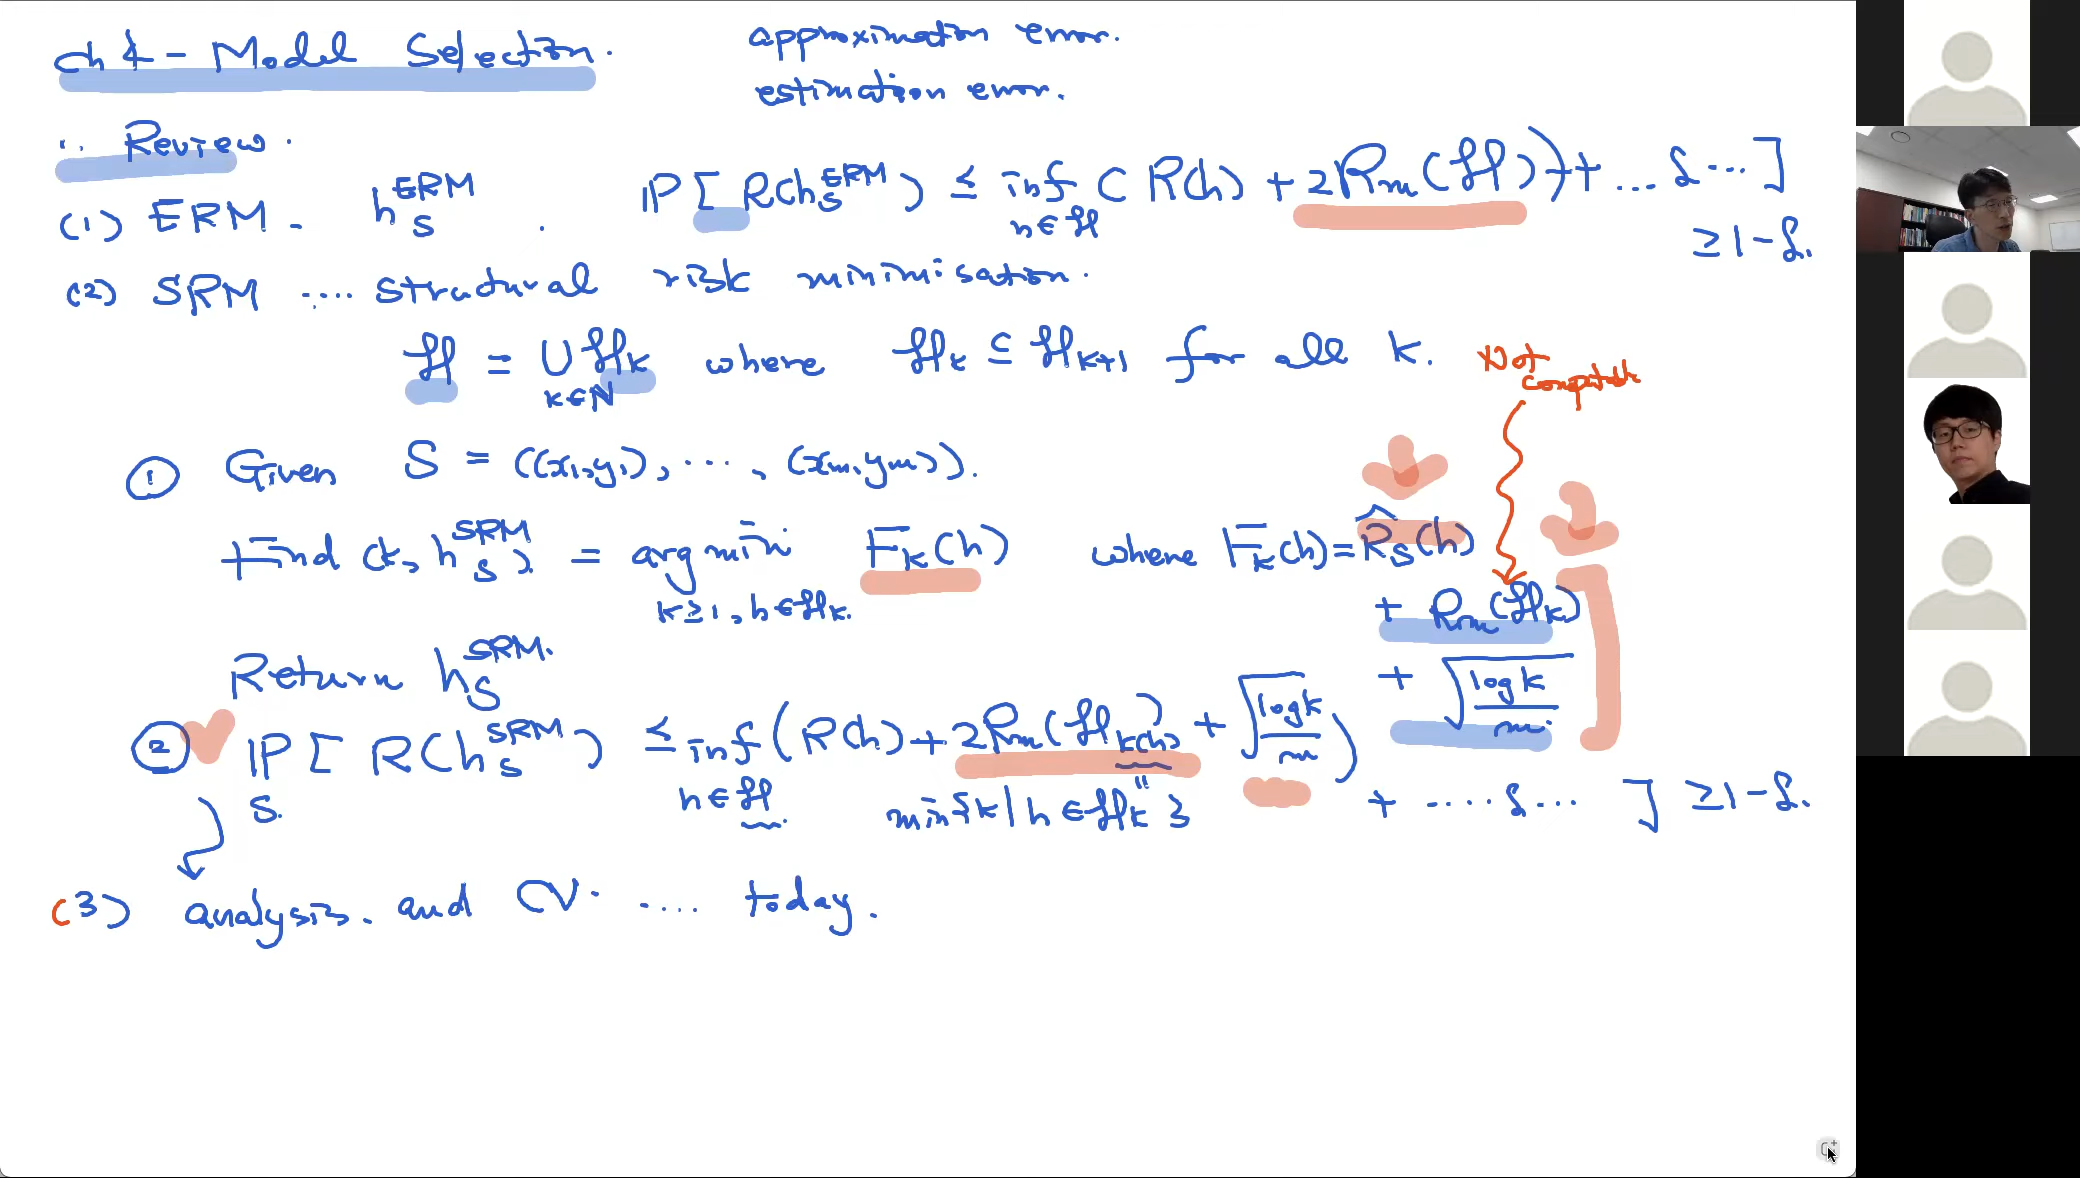 Ch 4 - Model Selection.
approximation error.
estimation error.
Review.
(1) ERM - h_S^ERM . ℙ[R(h_S^ERM) ≤ inf_{h∈ℋ} (R(h) + 2R_m(ℋ)) + ... δ ...] ≥ 1-δ.
(2) SRM .... structural risk minimisation.
ℋ = ∪_{k∈ℕ} ℋ_k where ℋ_k ⊆ ℋ_{k+1} for all k.
Not
computable
① Given S = ((x_1,y_1), ..., (x_m,y_m)).
Find (k, h_S^SRM) = argmin_{k≥1, h∈ℋ_k} F_k(h) where F_k(h) = R̂_S(h)
+ R_m(ℋ_k)
+ √(log k / m)
Return h_S^SRM.
② ℙ_S[R(h_S^SRM) ≤ inf_{h∈ℋ} (R(h) + 2R_m(ℋ_{k(h)}) + √(log k / m)) + .... δ ... ] ≥ 1-δ.
"
min{k | h ∈ ℋ_k}
(3) analysis. and CV. .... today.